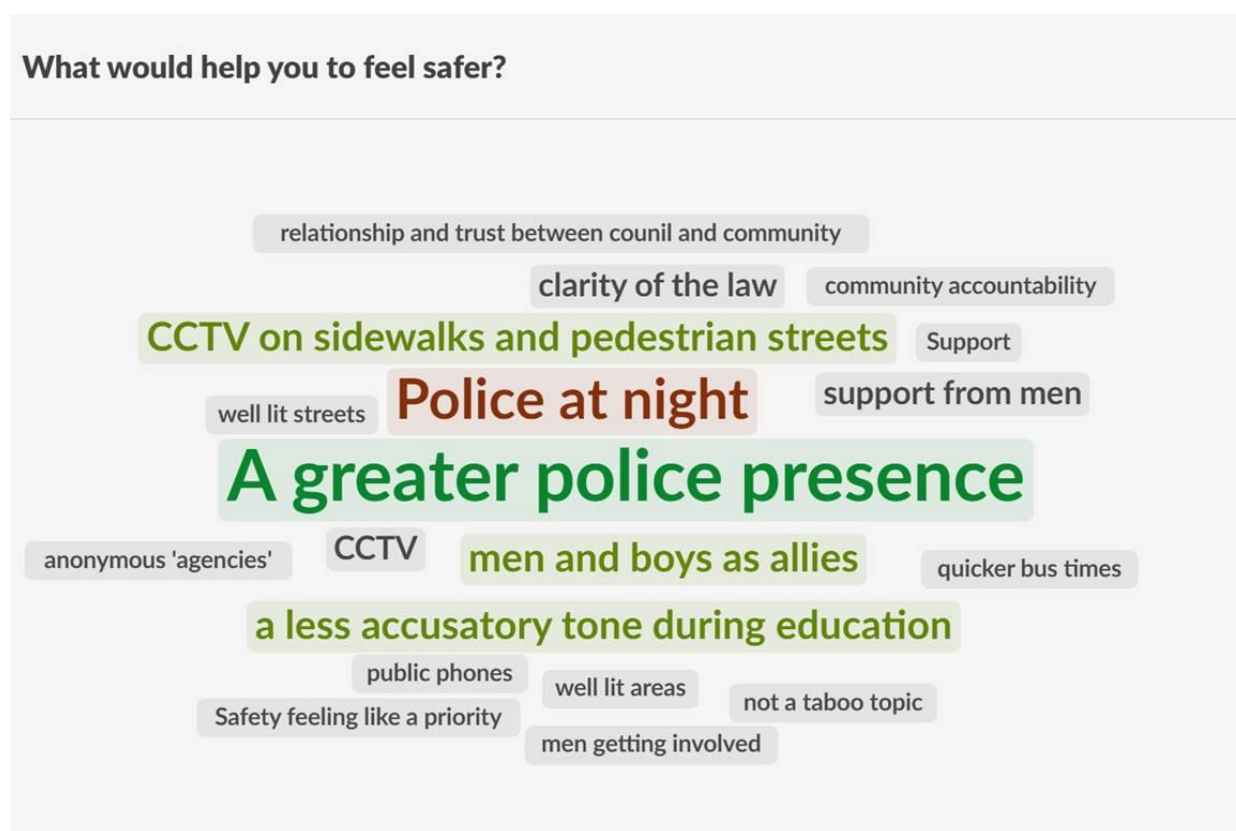 What would help you to feel safer?
relationship and trust between counil and community
clarity of the law
community accountability
CCTV on sidewalks and pedestrian streets
Support
well lit streets
Police at night
support from men
A greater police presence
anonymous 'agencies'
CCTV
men and boys as allies
quicker bus times
a less accusatory tone during education
public phones
well lit areas
not a taboo topic
Safety feeling like a priority
men getting involved